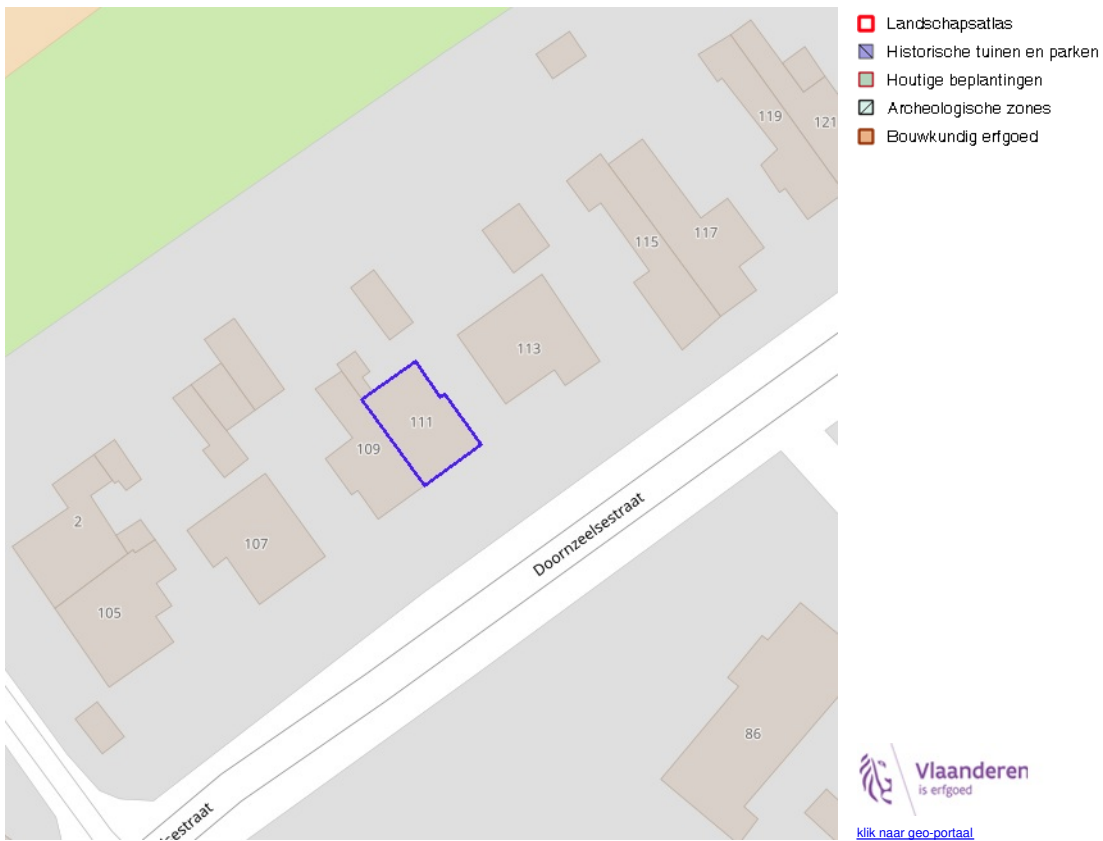 Landschapsatlas
Historische tuinen en parken
Houtige beplantingen
Archeologische zones
Bouwkundig erfgoed
119
121
115
117
113
111
109
107
2
105
Doornzeelsestraat
86
lsestraat
Vlaanderen
is erfgoed
klik naar geo-portaal